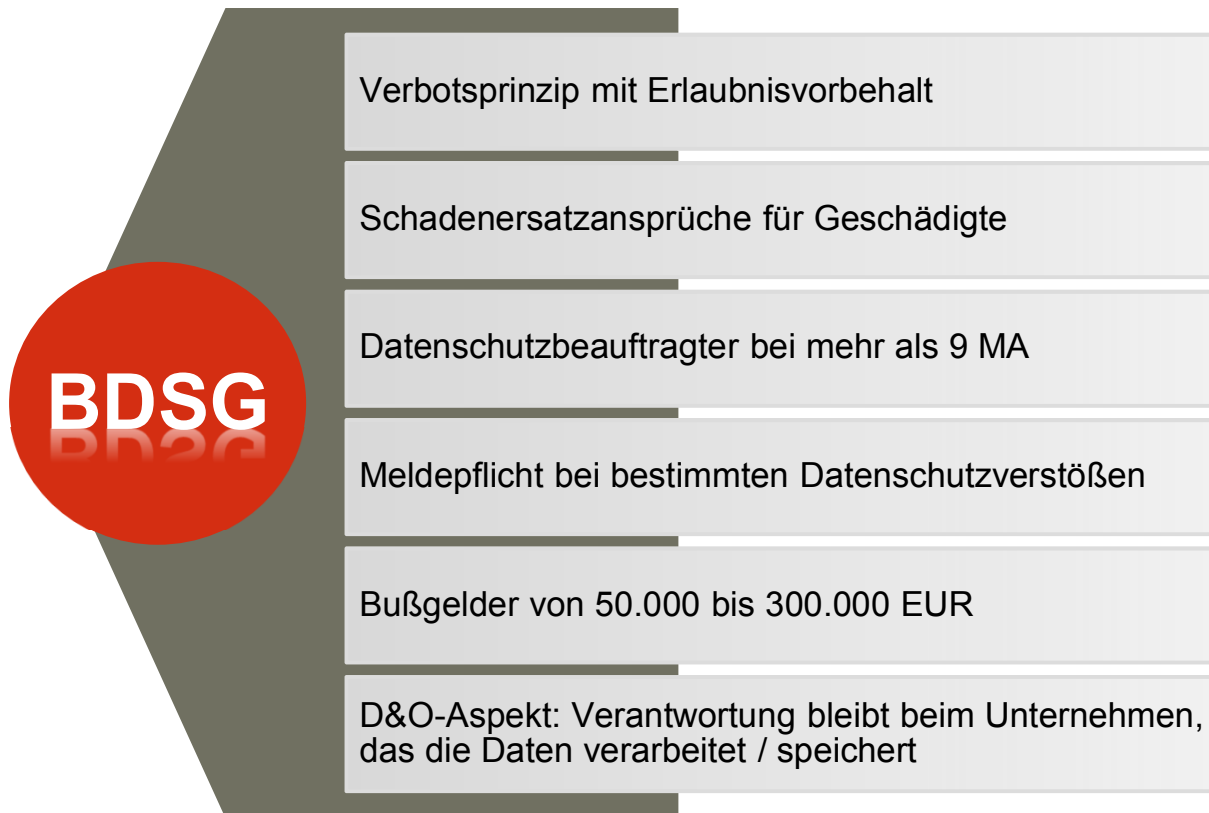 BDSG
Verbotsprinzip mit Erlaubnisvorbehalt
Schadenersatzansprüche für Geschädigte
Datenschutzbeauftragter bei mehr als 9 MA
Meldepflicht bei bestimmten Datenschutzverstößen
Bußgelder von 50.000 bis 300.000 EUR
D&O-Aspekt: Verantwortung bleibt beim Unternehmen,
das die Daten verarbeitet / speichert